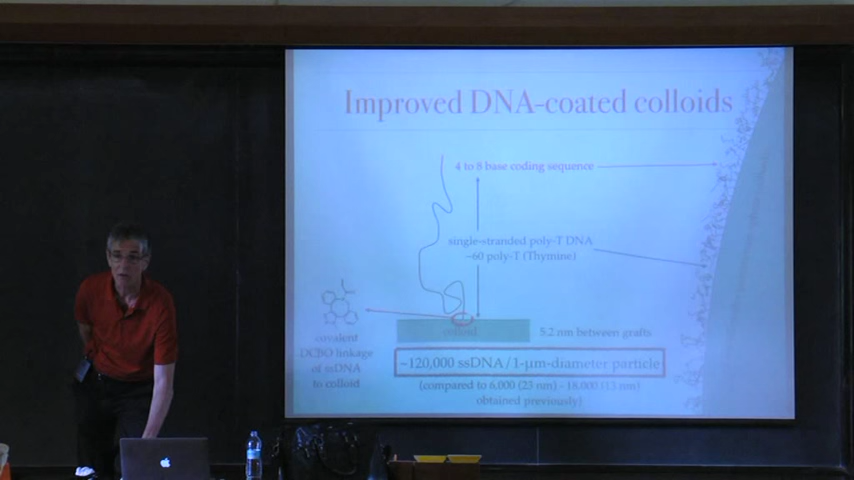 Improved DNA-coated colloids
4 to 8 base coding sequence
single-stranded poly-T DNA
~60 poly-T (Thymine)
colloid
5.2 nm between grafts
covalent
DCBO linkage
of ssDNA
to colloid
~120,000 ssDNA/1-μm-diameter particle
(compared to 6,000 (23 nm) - 18,000 (13 nm)
obtained previously)